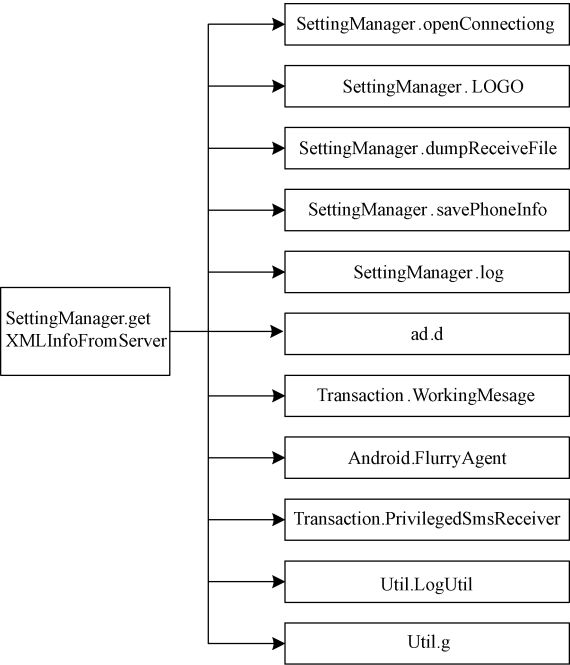 SettingManager.openConnectiong
SettingManager.LOGO
SettingManager.dumpReceiveFile
SettingManager.savePhoneInfo
SettingManager.log
SettingManager.get
XMLInfoFromServer
ad.d
Transaction.WorkingMesage
Android.FlurryAgent
Transaction.PrivilegedSmsReceiver
Util.LogUtil
Util.g